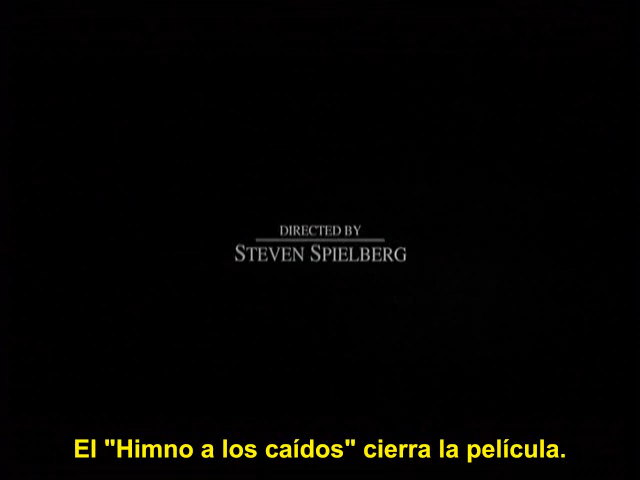 DIRECTED BY
STEVEN SPIELBERG
El "Himno a los caídos" cierra la película.